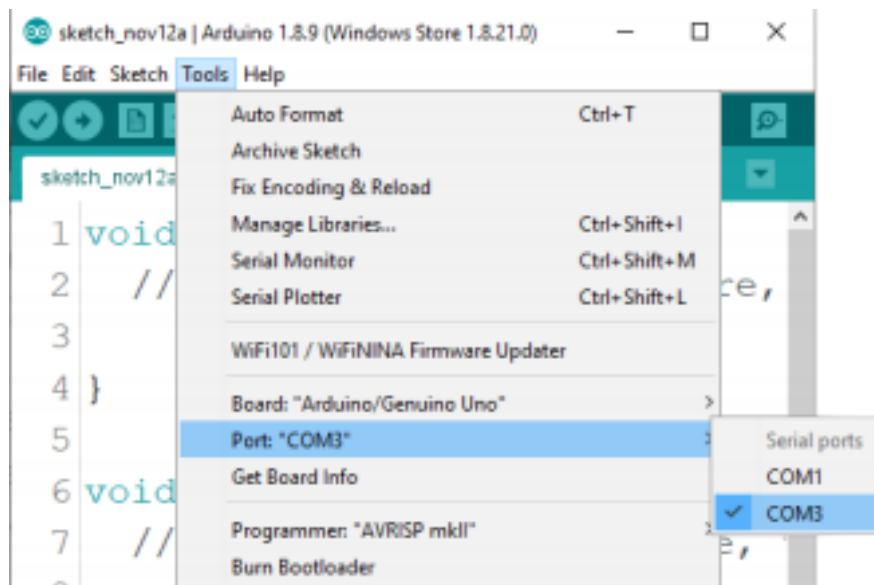 sketch_nov12a | Arduino 1.8.9 (Windows Store 1.8.21.0)
File Edit Sketch Tools Help
Auto Format Ctrl+T
Archive Sketch
sketch_nov12a
Fix Encoding & Reload
1 void
Manage Libraries... Ctrl+Shift+I
Serial Monitor Ctrl+Shift+M
2 // re,
Serial Plotter Ctrl+Shift+L
3
WiFi101 / WiFiNINA Firmware Updater
4 }
Board: "Arduino/Genuino Uno"
5
Port: "COM3" Serial ports
Get Board Info COM1
6 void
COM3
Programmer: "AVRISP mkII"
7 // e,
Burn Bootloader